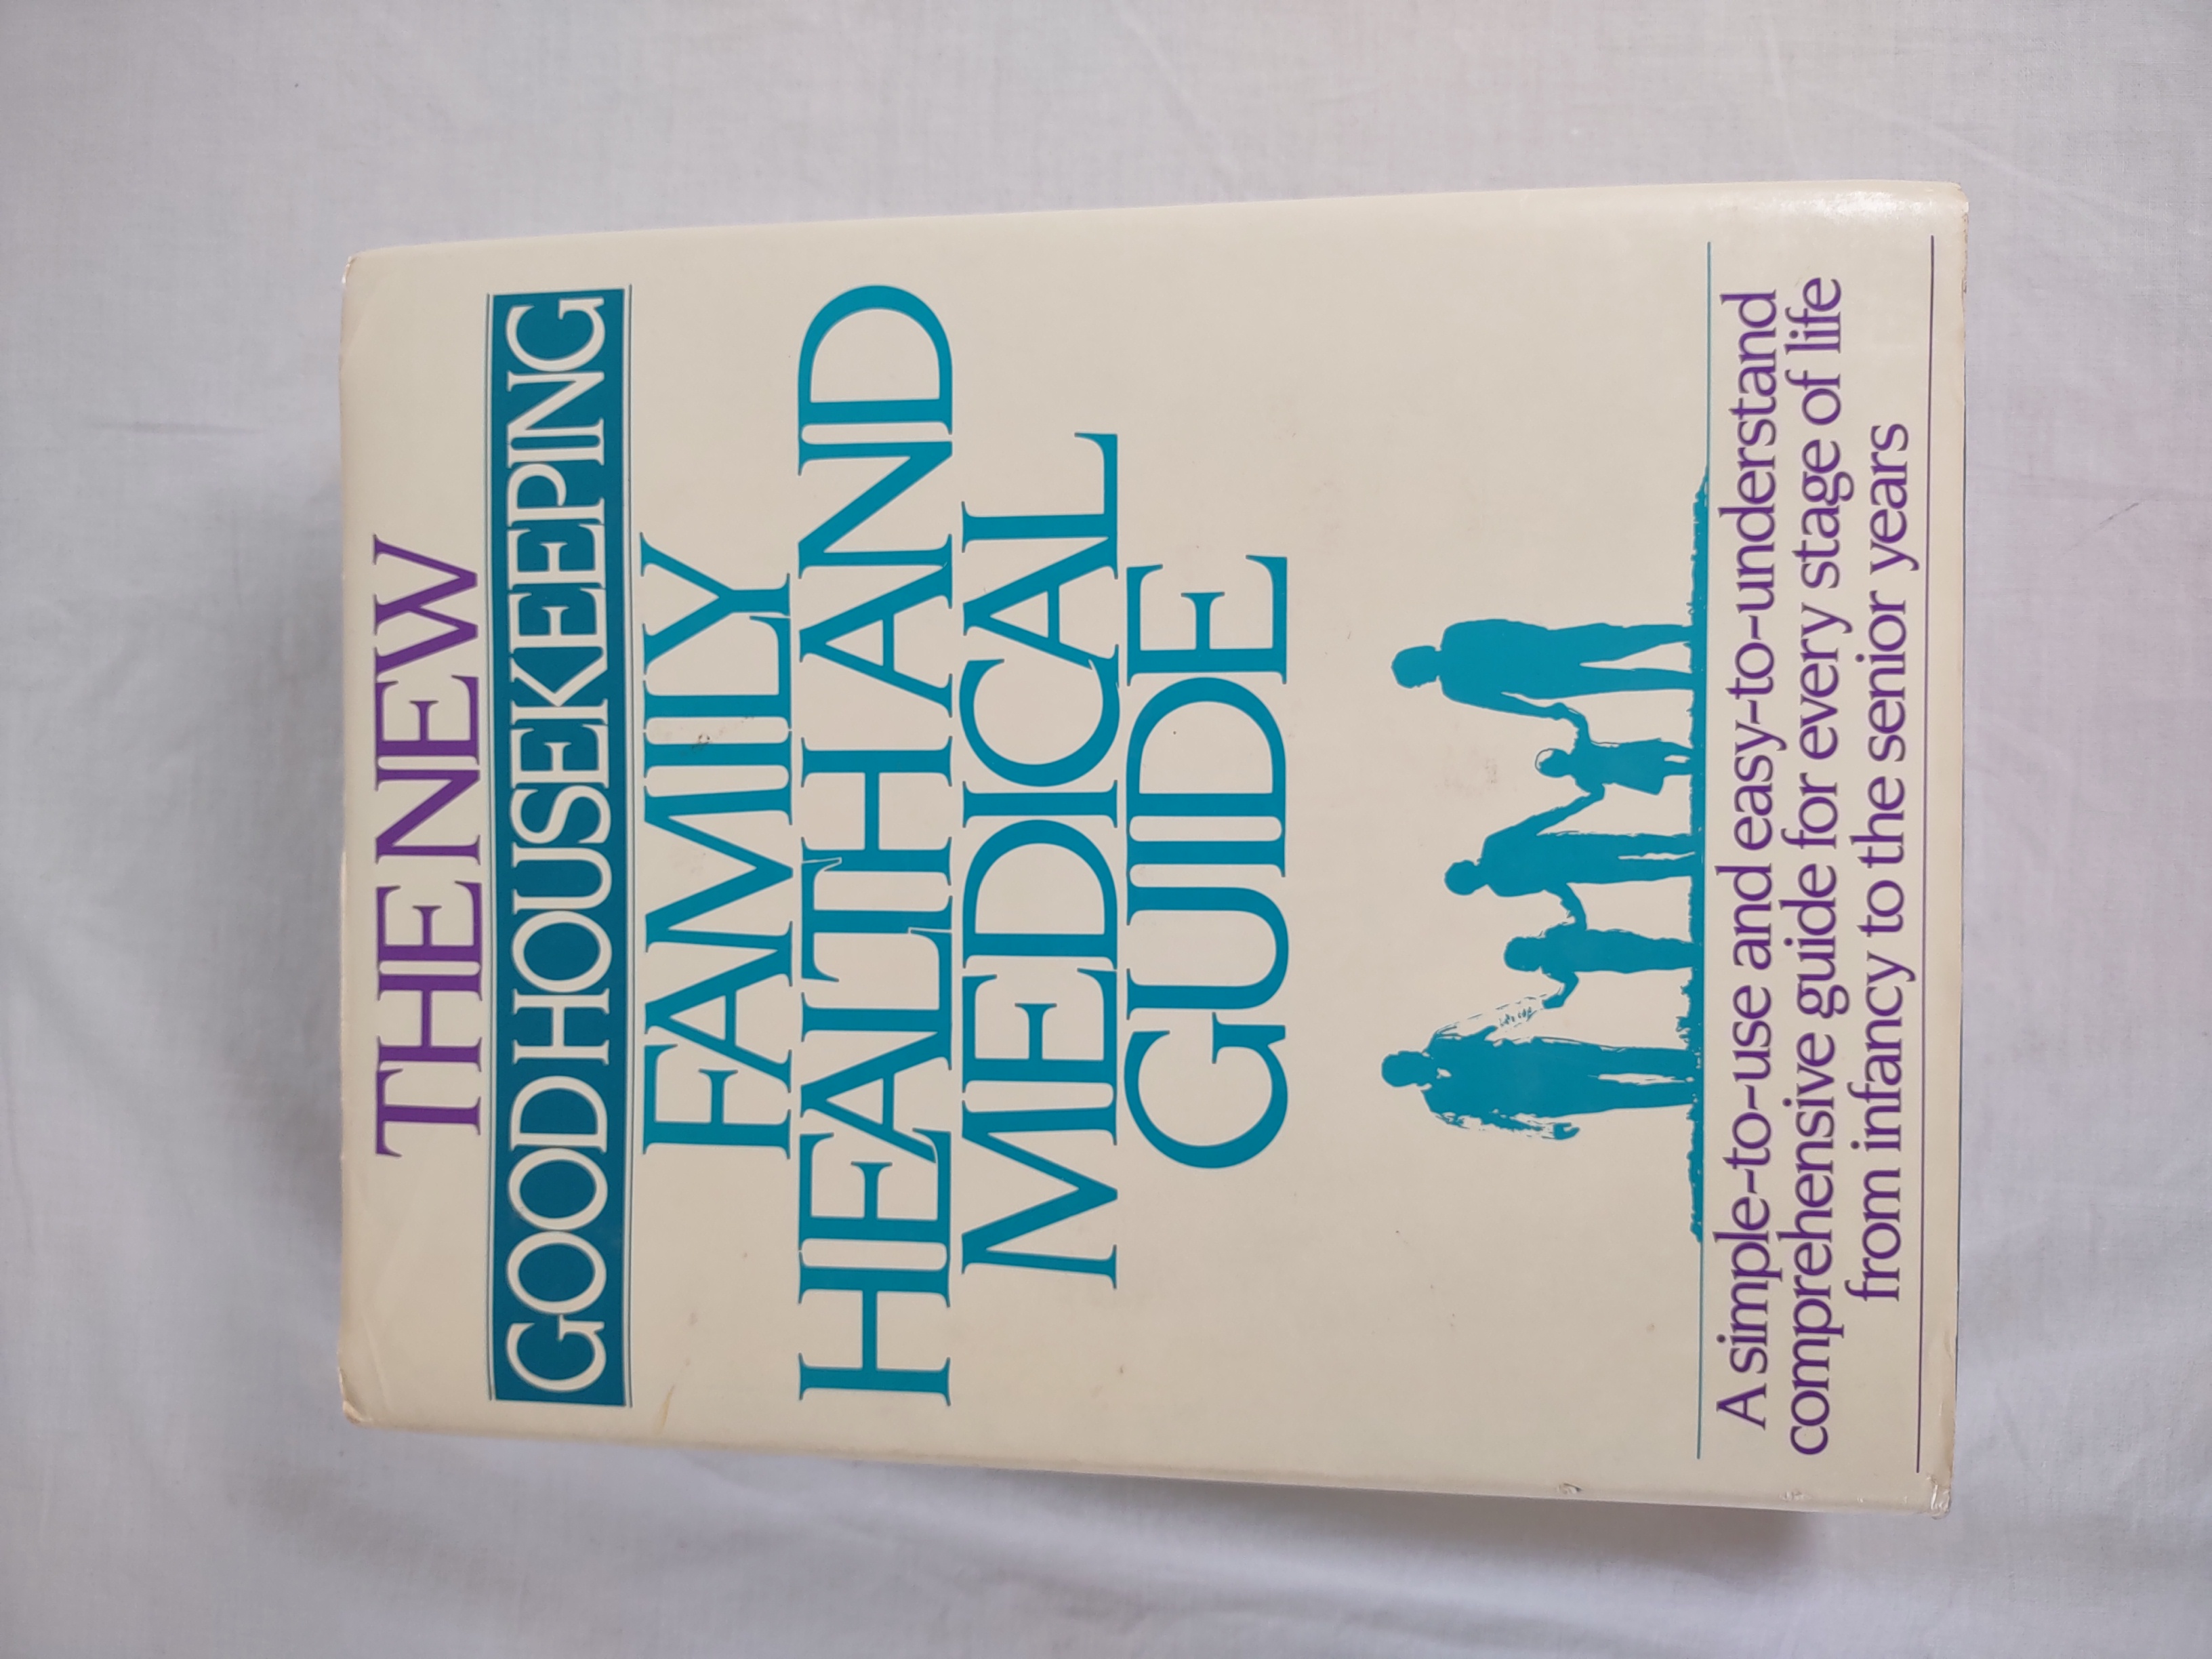 THE NEW
GOOD HOUSEKEEPING
FAMILY
HEALTH AND
MEDICAL
GUIDE
A simple-to-use and easy-to-understand
comprehensive guide for every stage of life
from infancy to the senior years